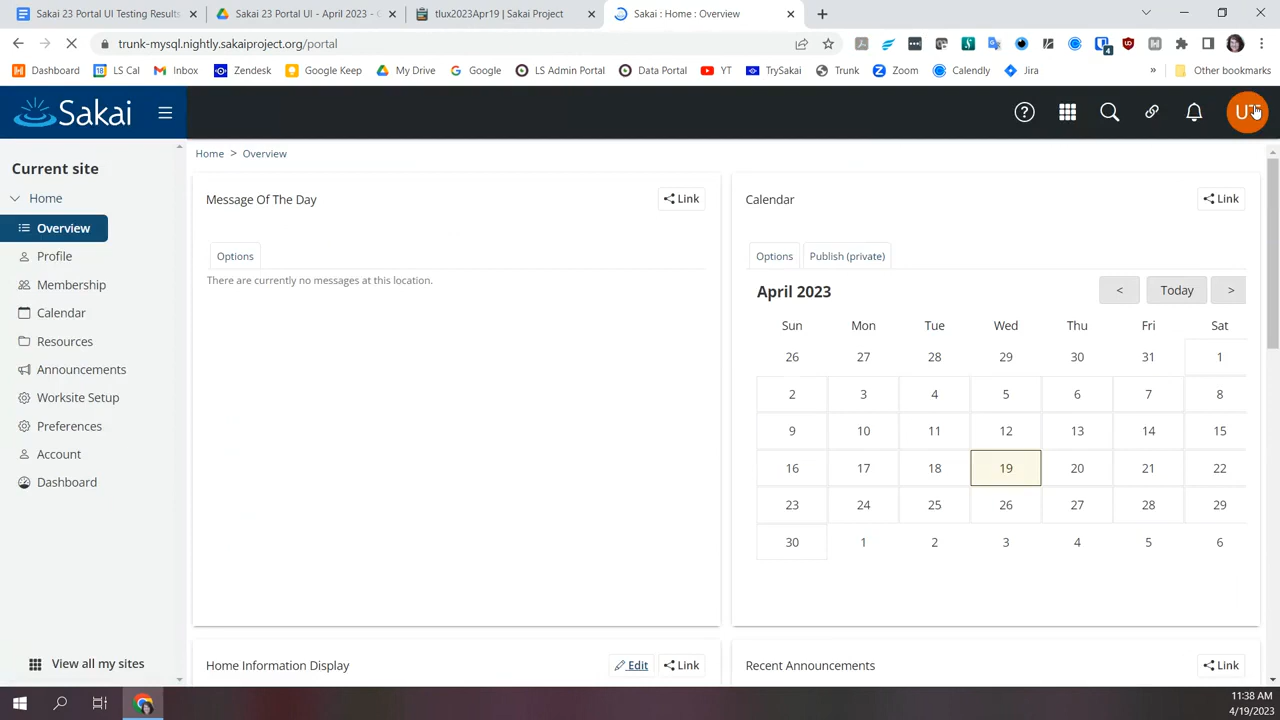 Sakai 23 Portal UI Testing Results
Sakai 23 Portal UI - April 2023 -
tlux2023Apr19 | Sakai Project
Sakai : Home : Overview
trunk-mysql.nightly.sakaiproject.org/portal
4
Dashboard
LS Cal
Inbox
Zendesk
Google Keep
My Drive
Google
LS Admin Portal
Data Portal
YT
TrySakai
Trunk
Zoom
Calendly
Jira
»
Other bookmarks
Sakai
UT
Current site
Home
Overview
Profile
Membership
Calendar
Resources
Announcements
Worksite Setup
Preferences
Account
Dashboard
View all my sites
Home > Overview
Message Of The Day
Link
Options
There are currently no messages at this location.
Calendar
Link
Options
Publish (private)
April 2023
< Today >
Sun Mon Tue Wed Thu Fri Sat
26 27 28 29 30 31 1
2 3 4 5 6 7 8
9 10 11 12 13 14 15
16 17 18 19 20 21 22
23 24 25 26 27 28 29
30 1 2 3 4 5 6
Home Information Display
Edit
Link
Recent Announcements
Link
11:38 AM
4/19/2023